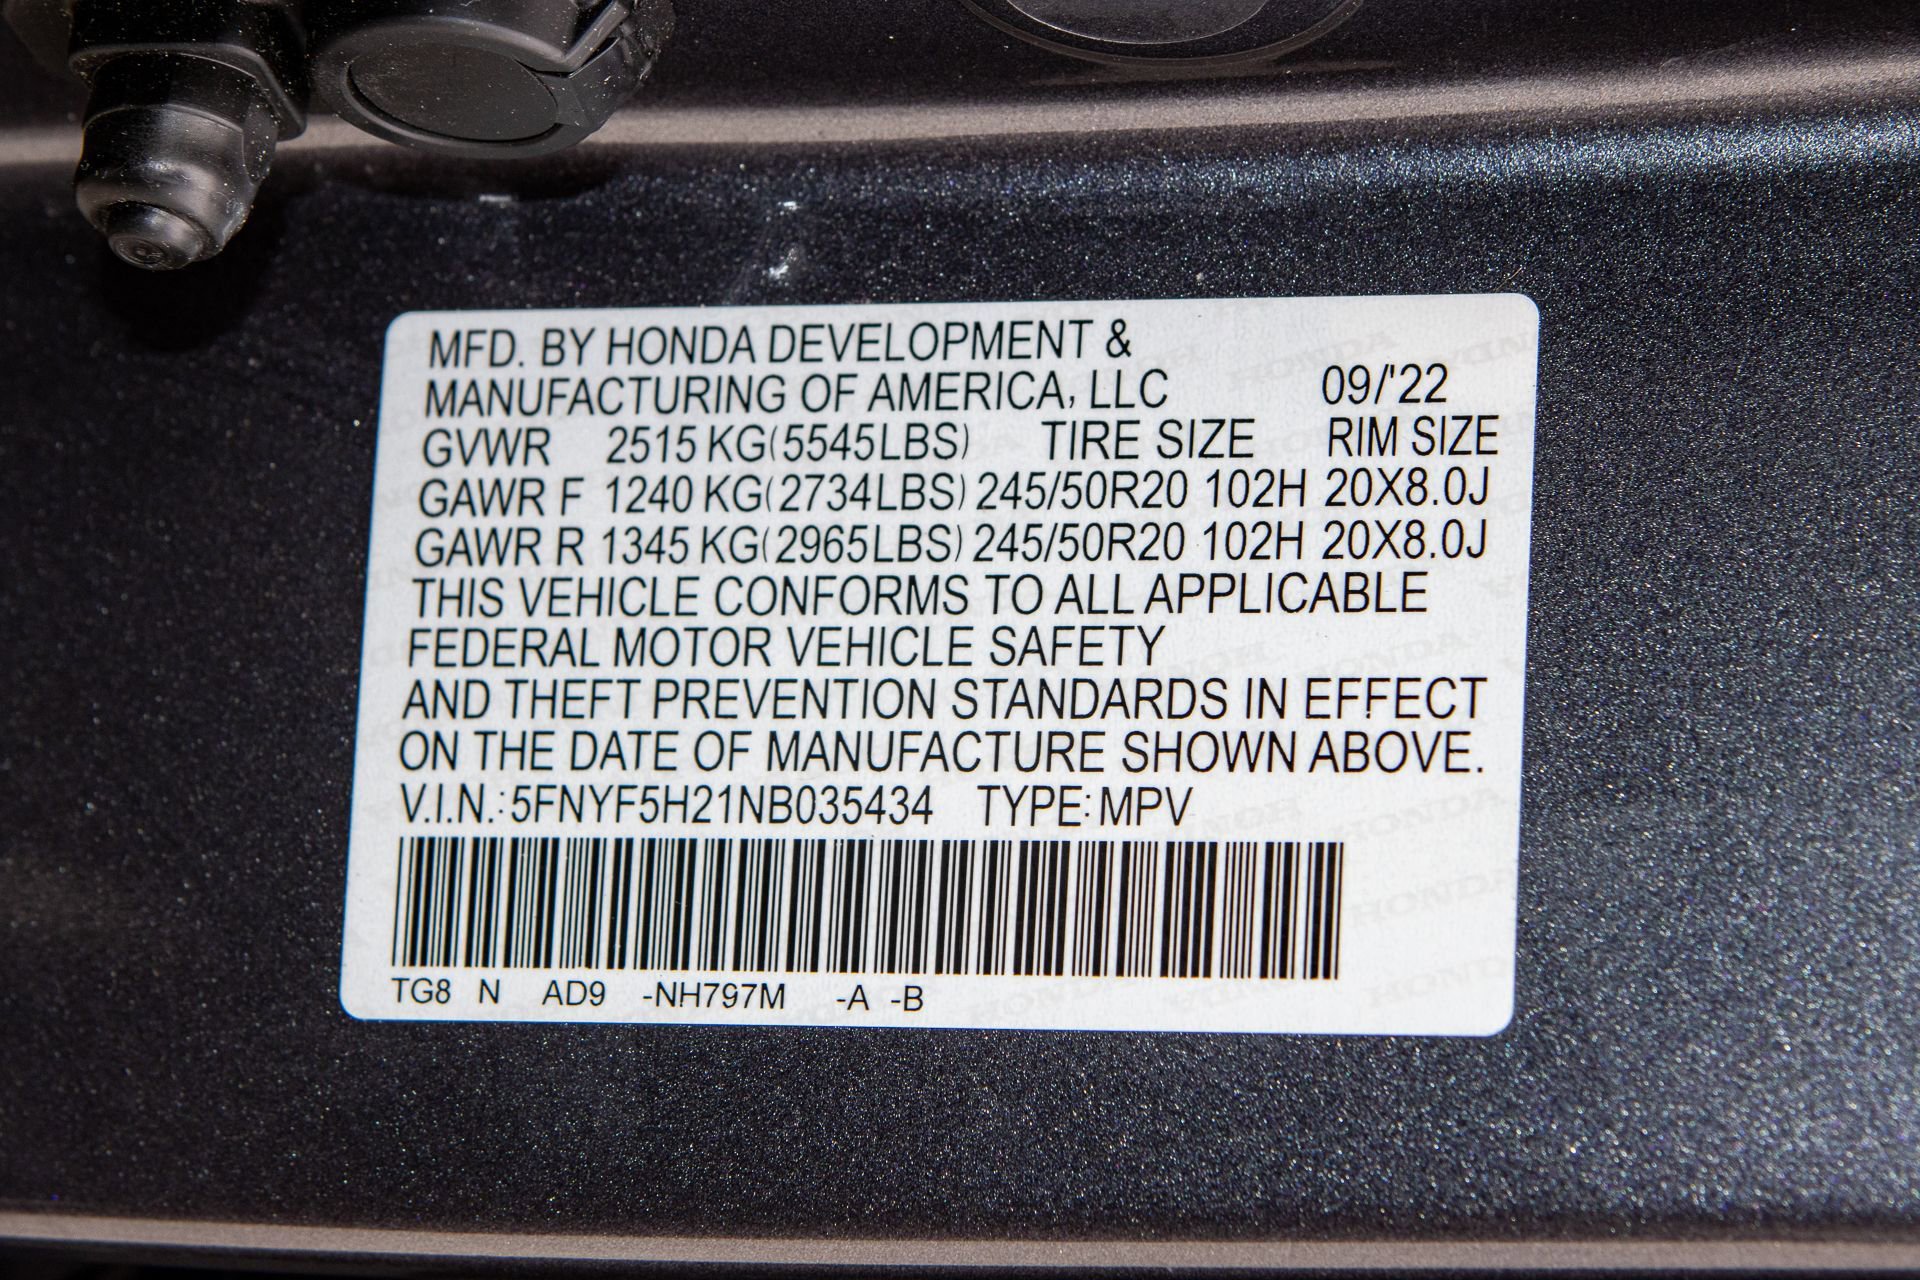 MFD. BY HONDA DEVELOPMENT &
MANUFACTURING OF AMERICA, LLC 09/'22
GVWR 2515 KG(5545LBS) TIRE SIZE RIM SIZE
GAWR F 1240 KG(2734LBS) 245/50R20 102H 20X8.0J
GAWR R 1345 KG(2965LBS) 245/50R20 102H 20X8.0J
THIS VEHICLE CONFORMS TO ALL APPLICABLE
FEDERAL MOTOR VEHICLE SAFETY
AND THEFT PREVENTION STANDARDS IN EFFECT
ON THE DATE OF MANUFACTURE SHOWN ABOVE.
V.I.N.: 5FNYF5H21NB035434 TYPE: MPV
TG8 N AD9 -NH797M -A -B